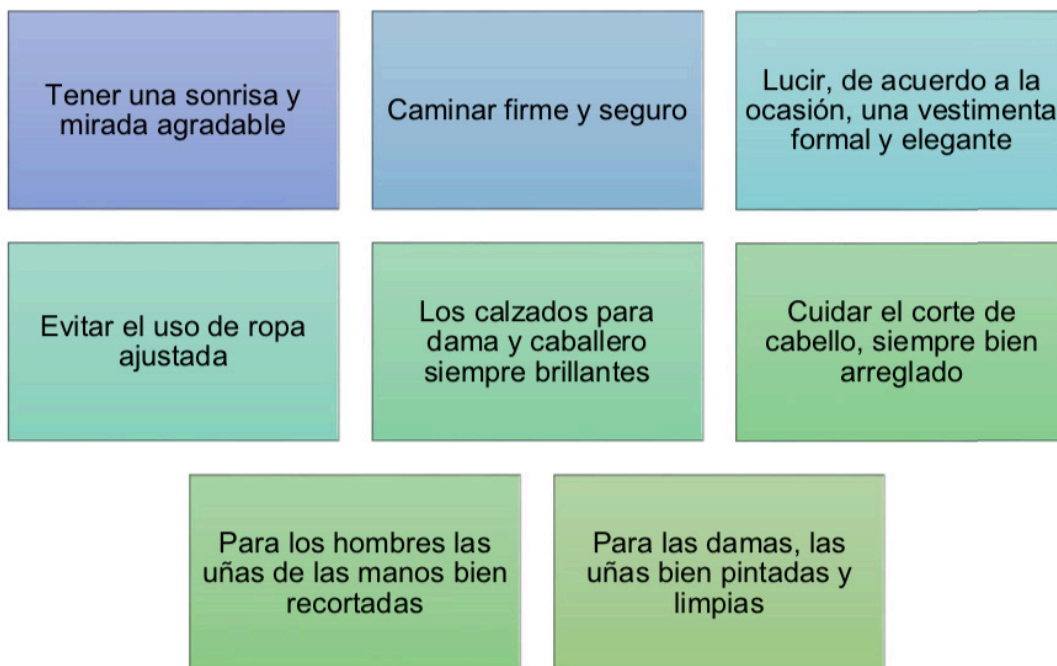 Tener una sonrisa y
mirada agradable
Caminar firme y seguro
Lucir, de acuerdo a la
ocasión, una vestimenta
formal y elegante
Evitar el uso de ropa
ajustada
Los calzados para
dama y caballero
siempre brillantes
Cuidar el corte de
cabello, siempre bien
arreglado
Para los hombres las
uñas de las manos bien
recortadas
Para las damas, las
uñas bien pintadas y
limpias